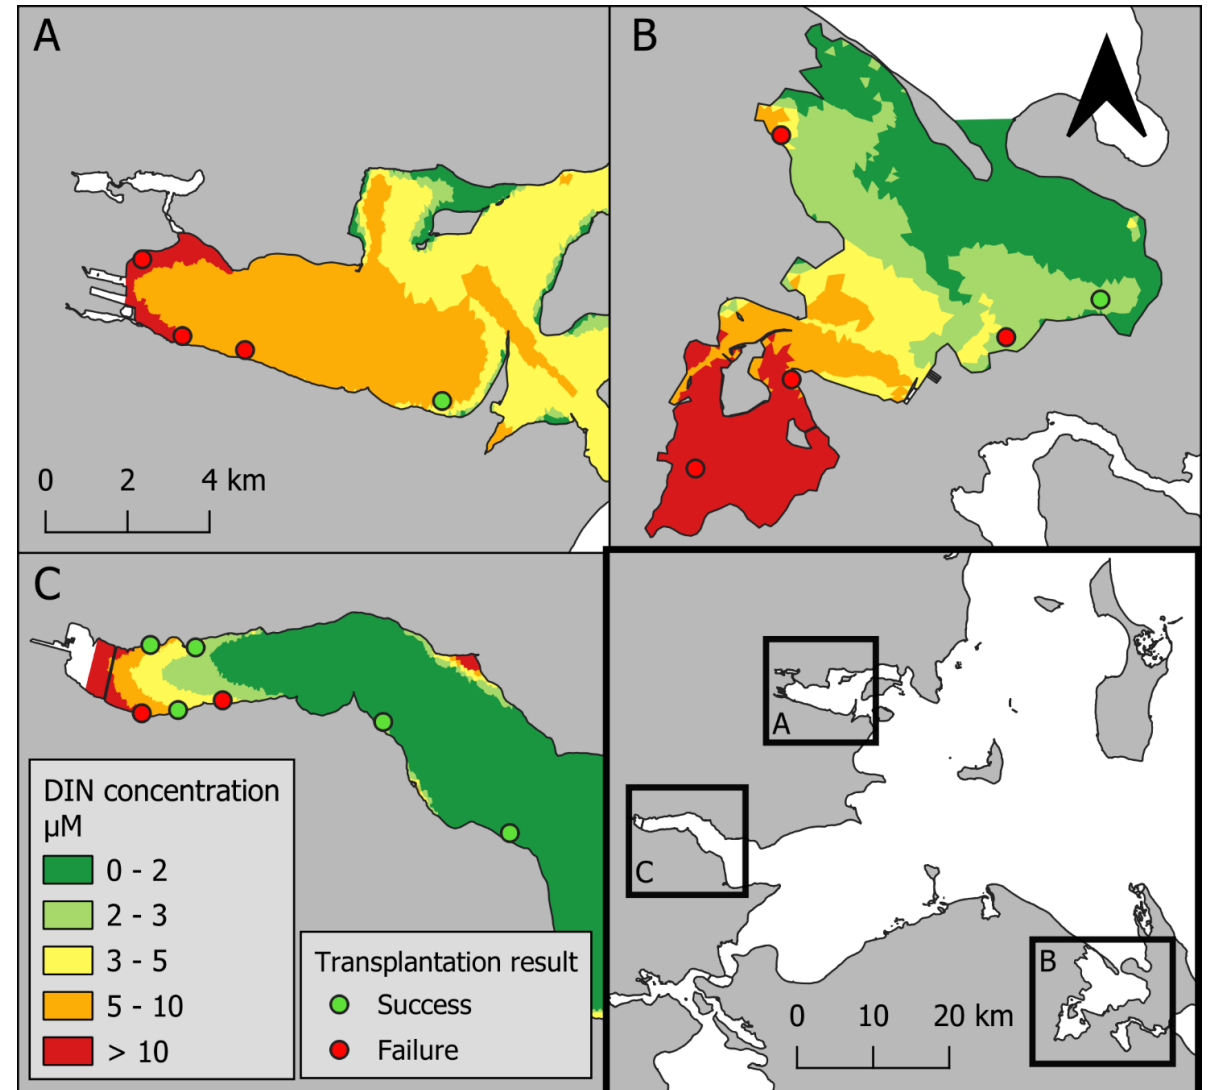 A
B
0 2 4 km
C
DIN concentration
µM
0 - 2
2 - 3
3 - 5
5 - 10
> 10
Transplantation result
Success
Failure
A
C
B
0 10 20 km